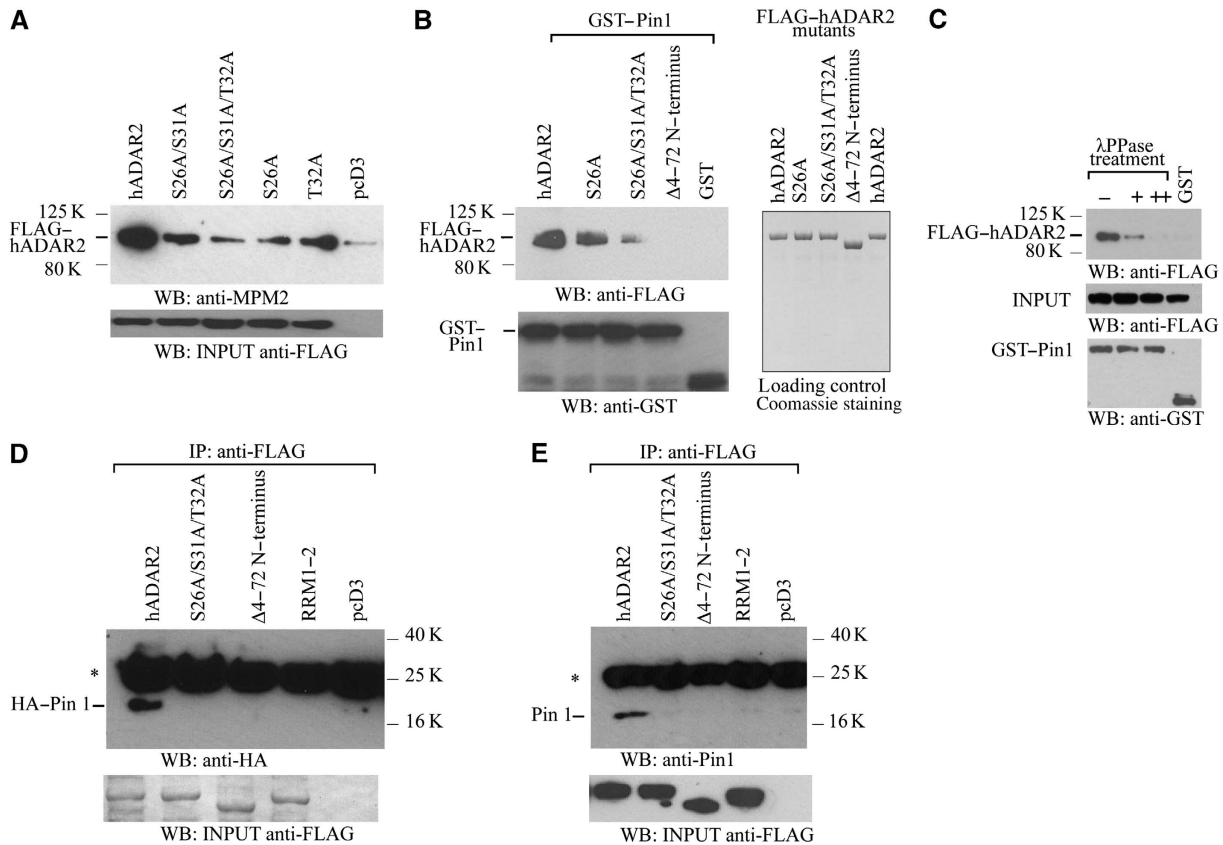 A
hADAR2
S26A/S31A
S26A/S31A/T32A
S26A
T32A
pcD3
125 K
FLAG–
hADAR2
80 K
WB: anti-MPM2
WB: INPUT anti-FLAG
B
GST–Pin1
hADAR2
S26A
S26A/S31A/T32A
Δ4–72 N–terminus
GST
125 K
FLAG–
hADAR2
80 K
WB: anti-FLAG
GST–
Pin1
WB: anti-GST
FLAG–hADAR2
mutants
hADAR2
S26A
S26A/S31A/T32A
Δ4–72 N–terminus
hADAR2
Loading control
Coomassie staining
C
λPPase
treatment
– + ++ GST
125 K
FLAG–hADAR2
80 K
WB: anti-FLAG
INPUT
WB: anti-FLAG
GST–Pin1
WB: anti-GST
D
IP: anti-FLAG
hADAR2
S26A/S31A/T32A
Δ4–72 N–terminus
RRM1–2
pcD3
40 K
*
25 K
HA–Pin 1
16 K
WB: anti-HA
WB: INPUT anti-FLAG
E
IP: anti-FLAG
hADAR2
S26A/S31A/T32A
Δ4–72 N–terminus
RRM1–2
pcD3
40 K
*
25 K
Pin 1
16 K
WB: anti-Pin1
WB: INPUT anti-FLAG